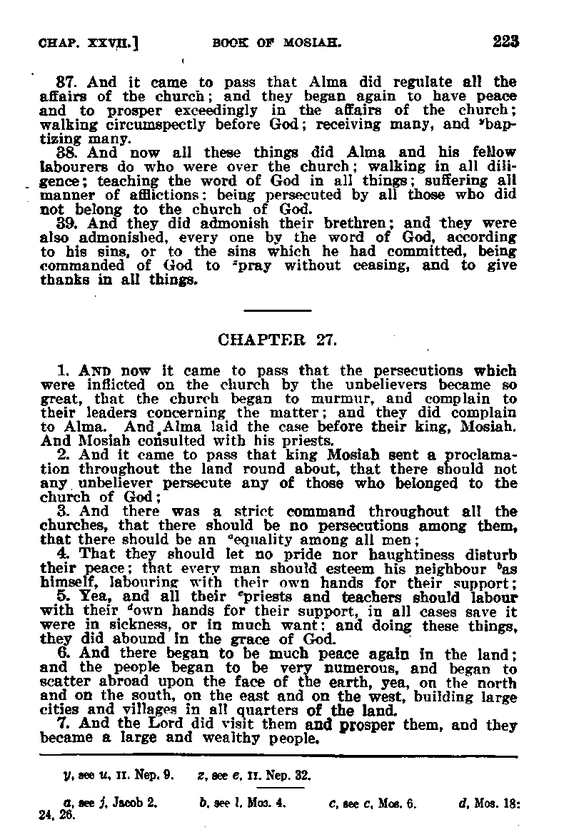 CHAP. XXVII.] BOOK OF MOSIAH. 223
37. And it came to pass that Alma did regulate all the
affairs of the church; and they began again to have peace
and to prosper exceedingly in the affairs of the church;
walking circumspectly before God; receiving many, and ʸbap-
tizing many.
38. And now all these things did Alma and his fellow
labourers do who were over the church; walking in all dili-
gence; teaching the word of God in all things; suffering all
manner of afflictions: being persecuted by all those who did
not belong to the church of God.
39. And they did admonish their brethren; and they were
also admonished, every one by the word of God, according
to his sins, or to the sins which he had committed, being
commanded of God to ᶻpray without ceasing, and to give
thanks in all things.
CHAPTER 27.
1. AND now it came to pass that the persecutions which
were inflicted on the church by the unbelievers became so
great, that the church began to murmur, and complain to
their leaders concerning the matter; and they did complain
to Alma. And Alma laid the case before their king, Mosiah.
And Mosiah consulted with his priests.
2. And it came to pass that king Mosiah sent a proclama-
tion throughout the land round about, that there should not
any unbeliever persecute any of those who belonged to the
church of God;
3. And there was a strict command throughout all the
churches, that there should be no persecutions among them,
that there should be an ᵃequality among all men;
4. That they should let no pride nor haughtiness disturb
their peace; that every man should esteem his neighbour ᵇas
himself, labouring with their own hands for their support;
5. Yea, and all their ᶜpriests and teachers should labour
with their ᵈown hands for their support, in all cases save it
were in sickness, or in much want; and doing these things,
they did abound in the grace of God.
6. And there began to be much peace again in the land;
and the people began to be very numerous, and began to
scatter abroad upon the face of the earth, yea, on the north
and on the south, on the east and on the west, building large
cities and villages in all quarters of the land.
7. And the Lord did visit them and prosper them, and they
became a large and wealthy people.
y, see u, II. Nep. 9. z, see e, II. Nep. 32.
a, see j, Jacob 2. b, see l, Mos. 4. c, see c, Mos. 6. d, Mos. 18:
24, 26.